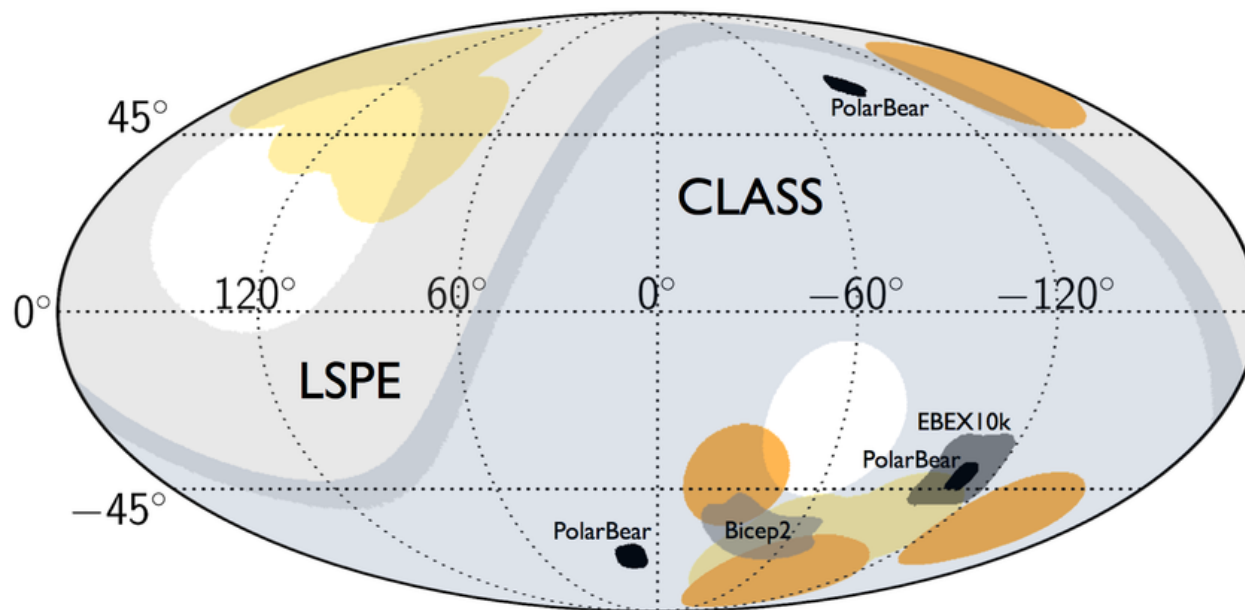 45°
PolarBear
CLASS
0°
120°
60°
0°
−60°
−120°
LSPE
EBEX10k
PolarBear
−45°
PolarBear
Bicep2